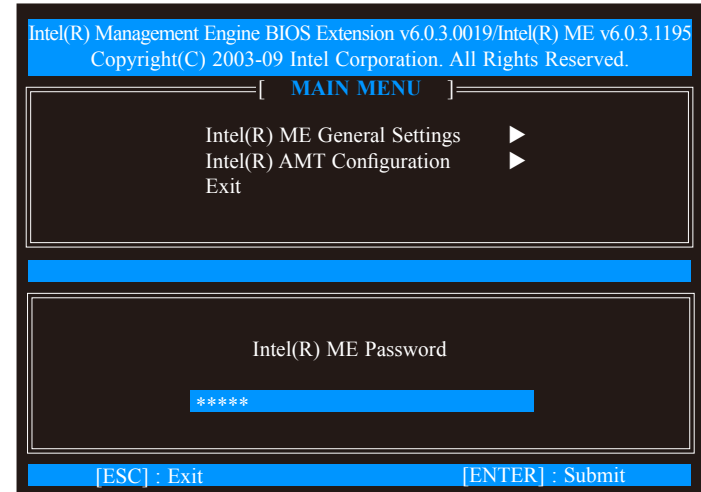 Intel(R) Management Engine BIOS Extension v6.0.3.0019/Intel(R) ME v6.0.3.1195
Copyright(C) 2003-09 Intel Corporation. All Rights Reserved.
[ MAIN MENU ]
Intel(R) ME General Settings ▶
Intel(R) AMT Configuration ▶
Exit
Intel(R) ME Password
*****
[ESC] : Exit [ENTER] : Submit